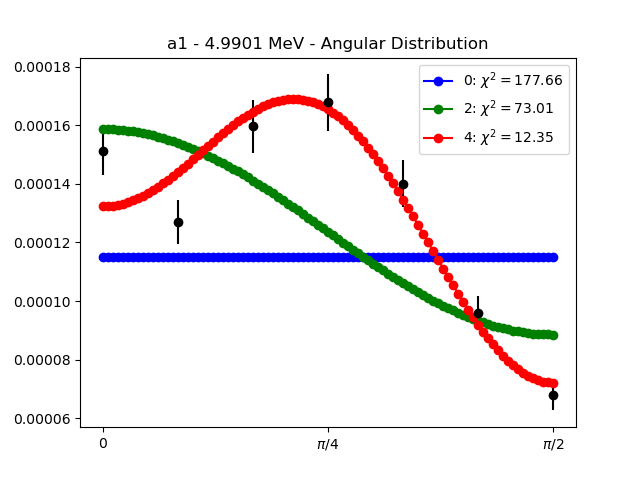 a1 - 4.9901 MeV - Angular Distribution
0.00018
0.00016
0.00014
0.00012
0.00010
0.00008
0.00006
0
π/4
π/2
0: χ² = 177.66
2: χ² = 73.01
4: χ² = 12.35